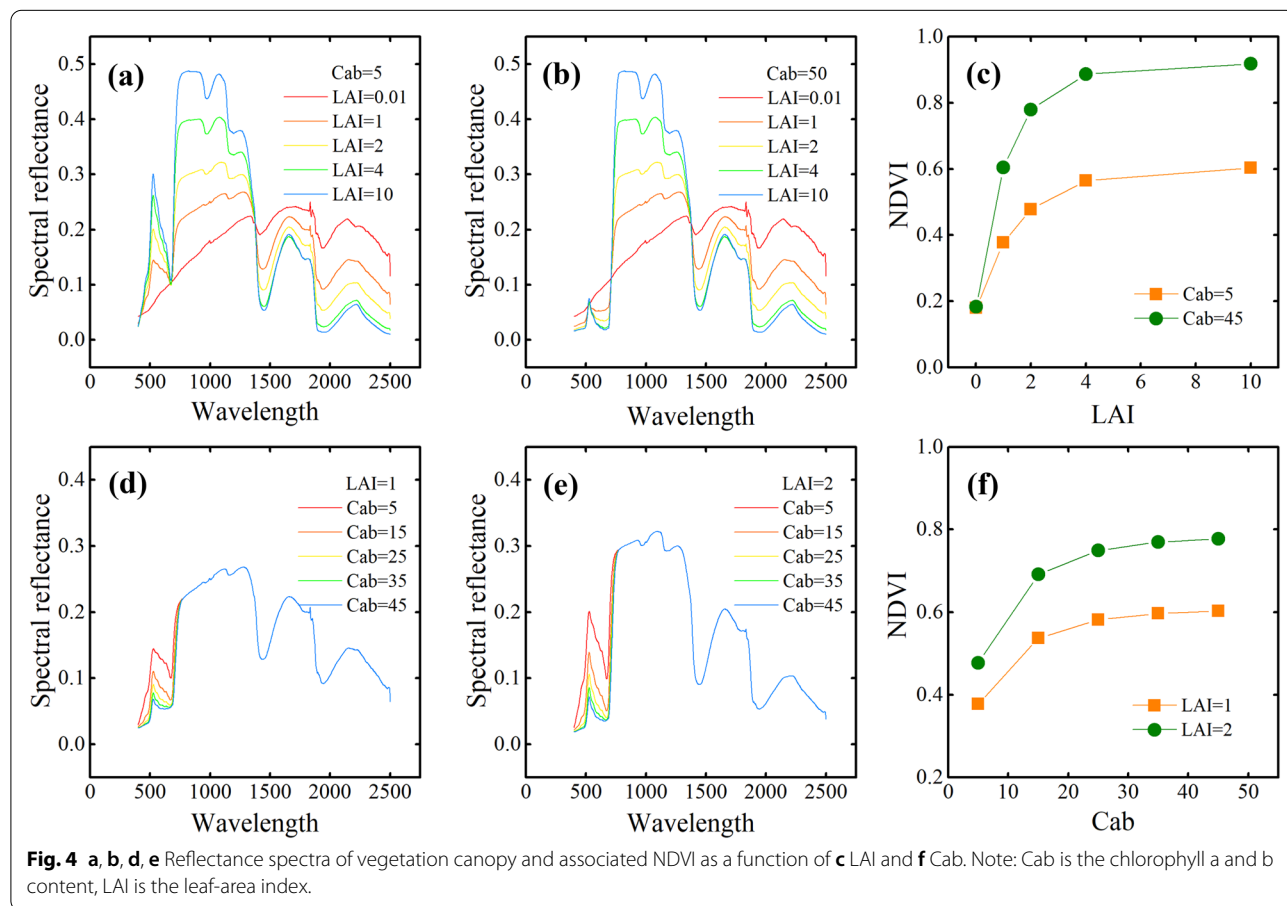 (a)
Cab=5
LAI=0.01
LAI=1
LAI=2
LAI=4
LAI=10
Spectral reflectance
0.5
0.4
0.3
0.2
0.1
0.0
0 500 1000 1500 2000 2500
Wavelength
(b)
Cab=50
LAI=0.01
LAI=1
LAI=2
LAI=4
LAI=10
Spectral reflectance
0.5
0.4
0.3
0.2
0.1
0.0
0 500 1000 1500 2000 2500
Wavelength
(c)
NDVI
1.0
0.8
0.6
0.4
0.2
0.0
Cab=5
Cab=45
0 2 4 6 8 10
LAI
(d)
LAI=1
Cab=5
Cab=15
Cab=25
Cab=35
Cab=45
Spectral reflectance
0.4
0.3
0.2
0.1
0.0
0 500 1000 1500 2000 2500
Wavelength
(e)
LAI=2
Cab=5
Cab=15
Cab=25
Cab=35
Cab=45
Spectral reflectance
0.4
0.3
0.2
0.1
0.0
0 500 1000 1500 2000 2500
Wavelength
(f)
NDVI
1.0
0.8
0.6
0.4
0.2
LAI=1
LAI=2
0 10 20 30 40 50
Cab
Fig. 4 a, b, d, e Reflectance spectra of vegetation canopy and associated NDVI as a function of c LAI and f Cab. Note: Cab is the chlorophyll a and b
content, LAI is the leaf-area index.